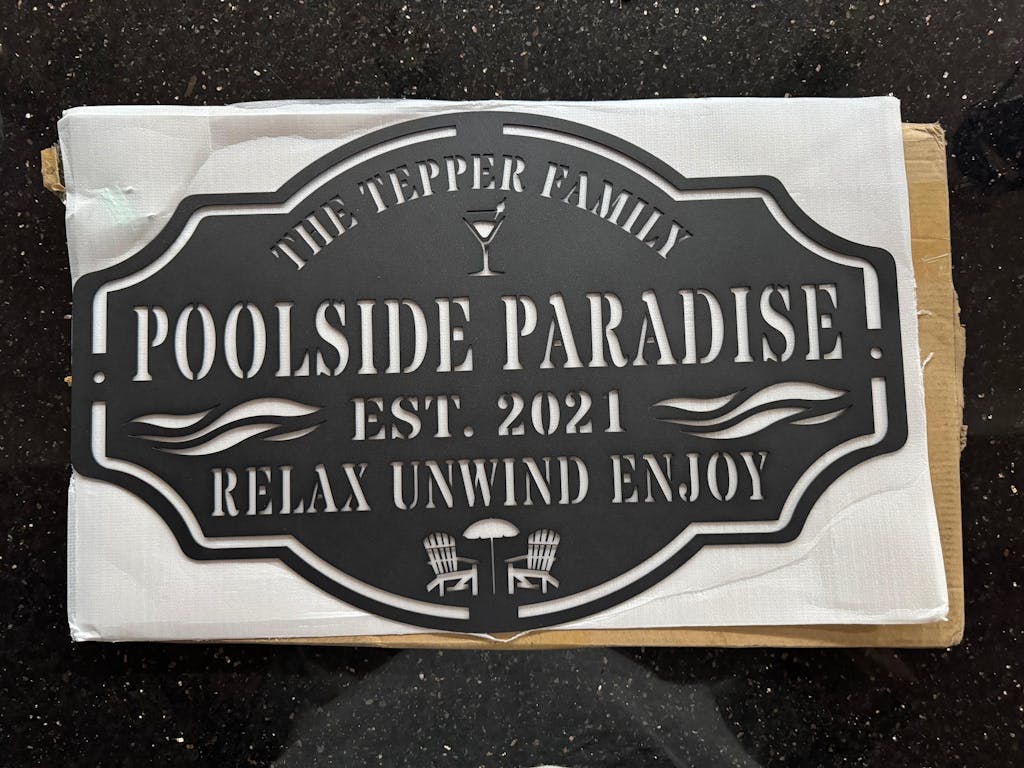 THE TEPPER FAMILY
POOLSIDE PARADISE
EST. 2021
RELAX UNWIND ENJOY